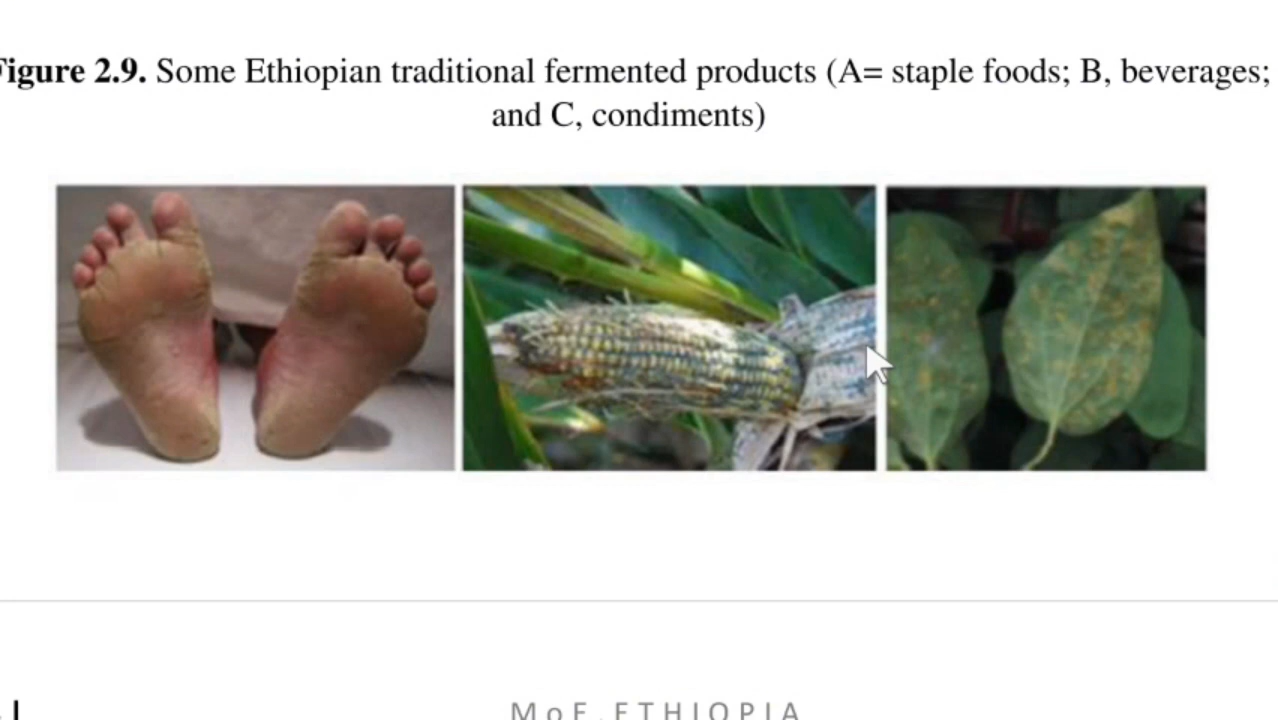 Figure 2.9. Some Ethiopian traditional fermented products (A= staple foods; B, beverages;
and C, condiments)
MoE.ETHIOPIA